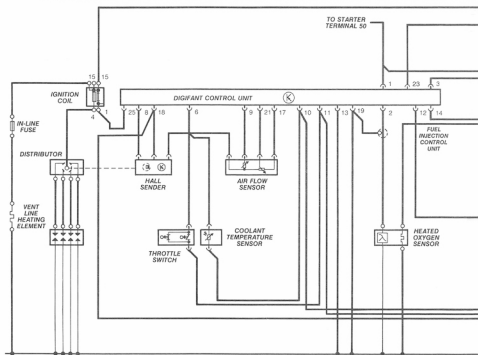 TO STARTER
TERMINAL 50
15 15
1 23 3
IGNITION
COIL
DIGIFANT CONTROL UNIT K
4 1
25 8 18 6 9 21 17 10 11 13 19 2 12 14
IN-LINE
FUSE
FUEL
INJECTION
CONTROL
UNIT
DISTRIBUTOR
K
HALL
SENDER
AIR FLOW
SENSOR
VENT
LINE
HEATING
ELEMENT
THROTTLE
SWITCH
COOLANT
TEMPERATURE
SENSOR
HEATED
OXYGEN
SENSOR